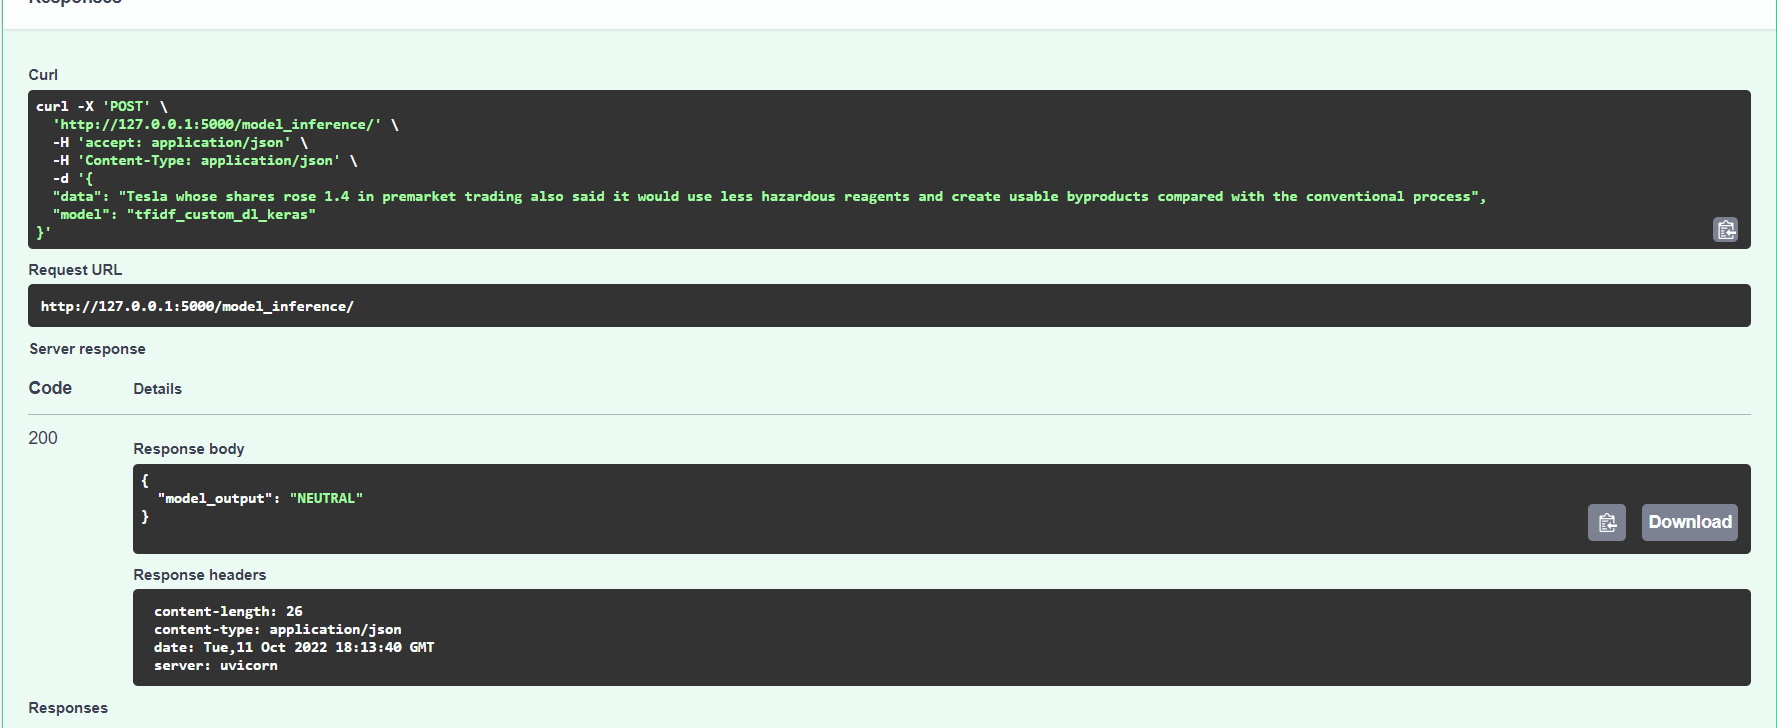 Responses
Curl
curl -X 'POST' \
'http://127.0.0.1:5000/model_inference/' \
-H 'accept: application/json' \
-H 'Content-Type: application/json' \
-d '{
"data": "Tesla whose shares rose 1.4 in premarket trading also said it would use less hazardous reagents and create usable byproducts compared with the conventional process",
"model": "tfidf_custom_dl_keras"
}'
Request URL
http://127.0.0.1:5000/model_inference/
Server response
Code Details
200
Response body
{
"model_output": "NEUTRAL"
}
Download
Response headers
content-length: 26
content-type: application/json
date: Tue,11 Oct 2022 18:13:40 GMT
server: uvicorn
Responses